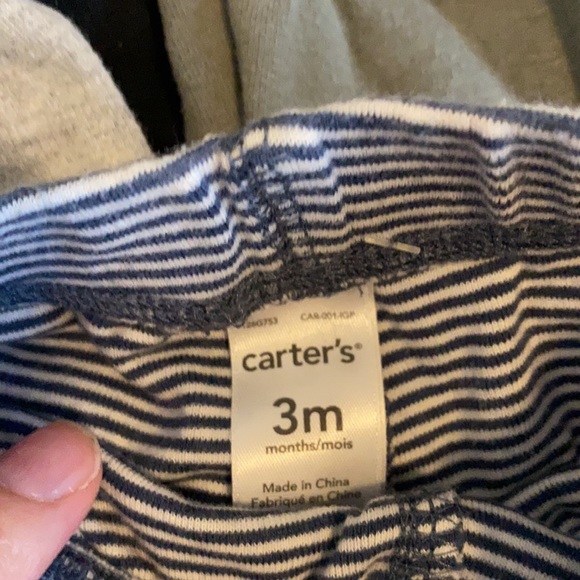 CAR-001-IGP
carter's®
3m
months/mois
Made in China
Fabriqué en Chine